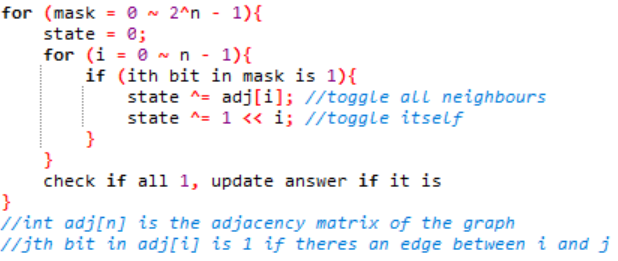 for (mask = 0 ~ 2^n - 1){
    state = 0;
    for (i = 0 ~ n - 1){
        if (ith bit in mask is 1){
            state ^= adj[i]; //toggle all neighbours
            state ^= 1 << i; //toggle itself
        }
    }
    check if all 1, update answer if it is
}
//int adj[n] is the adjacency matrix of the graph
//jth bit in adj[i] is 1 if theres an edge between i and j